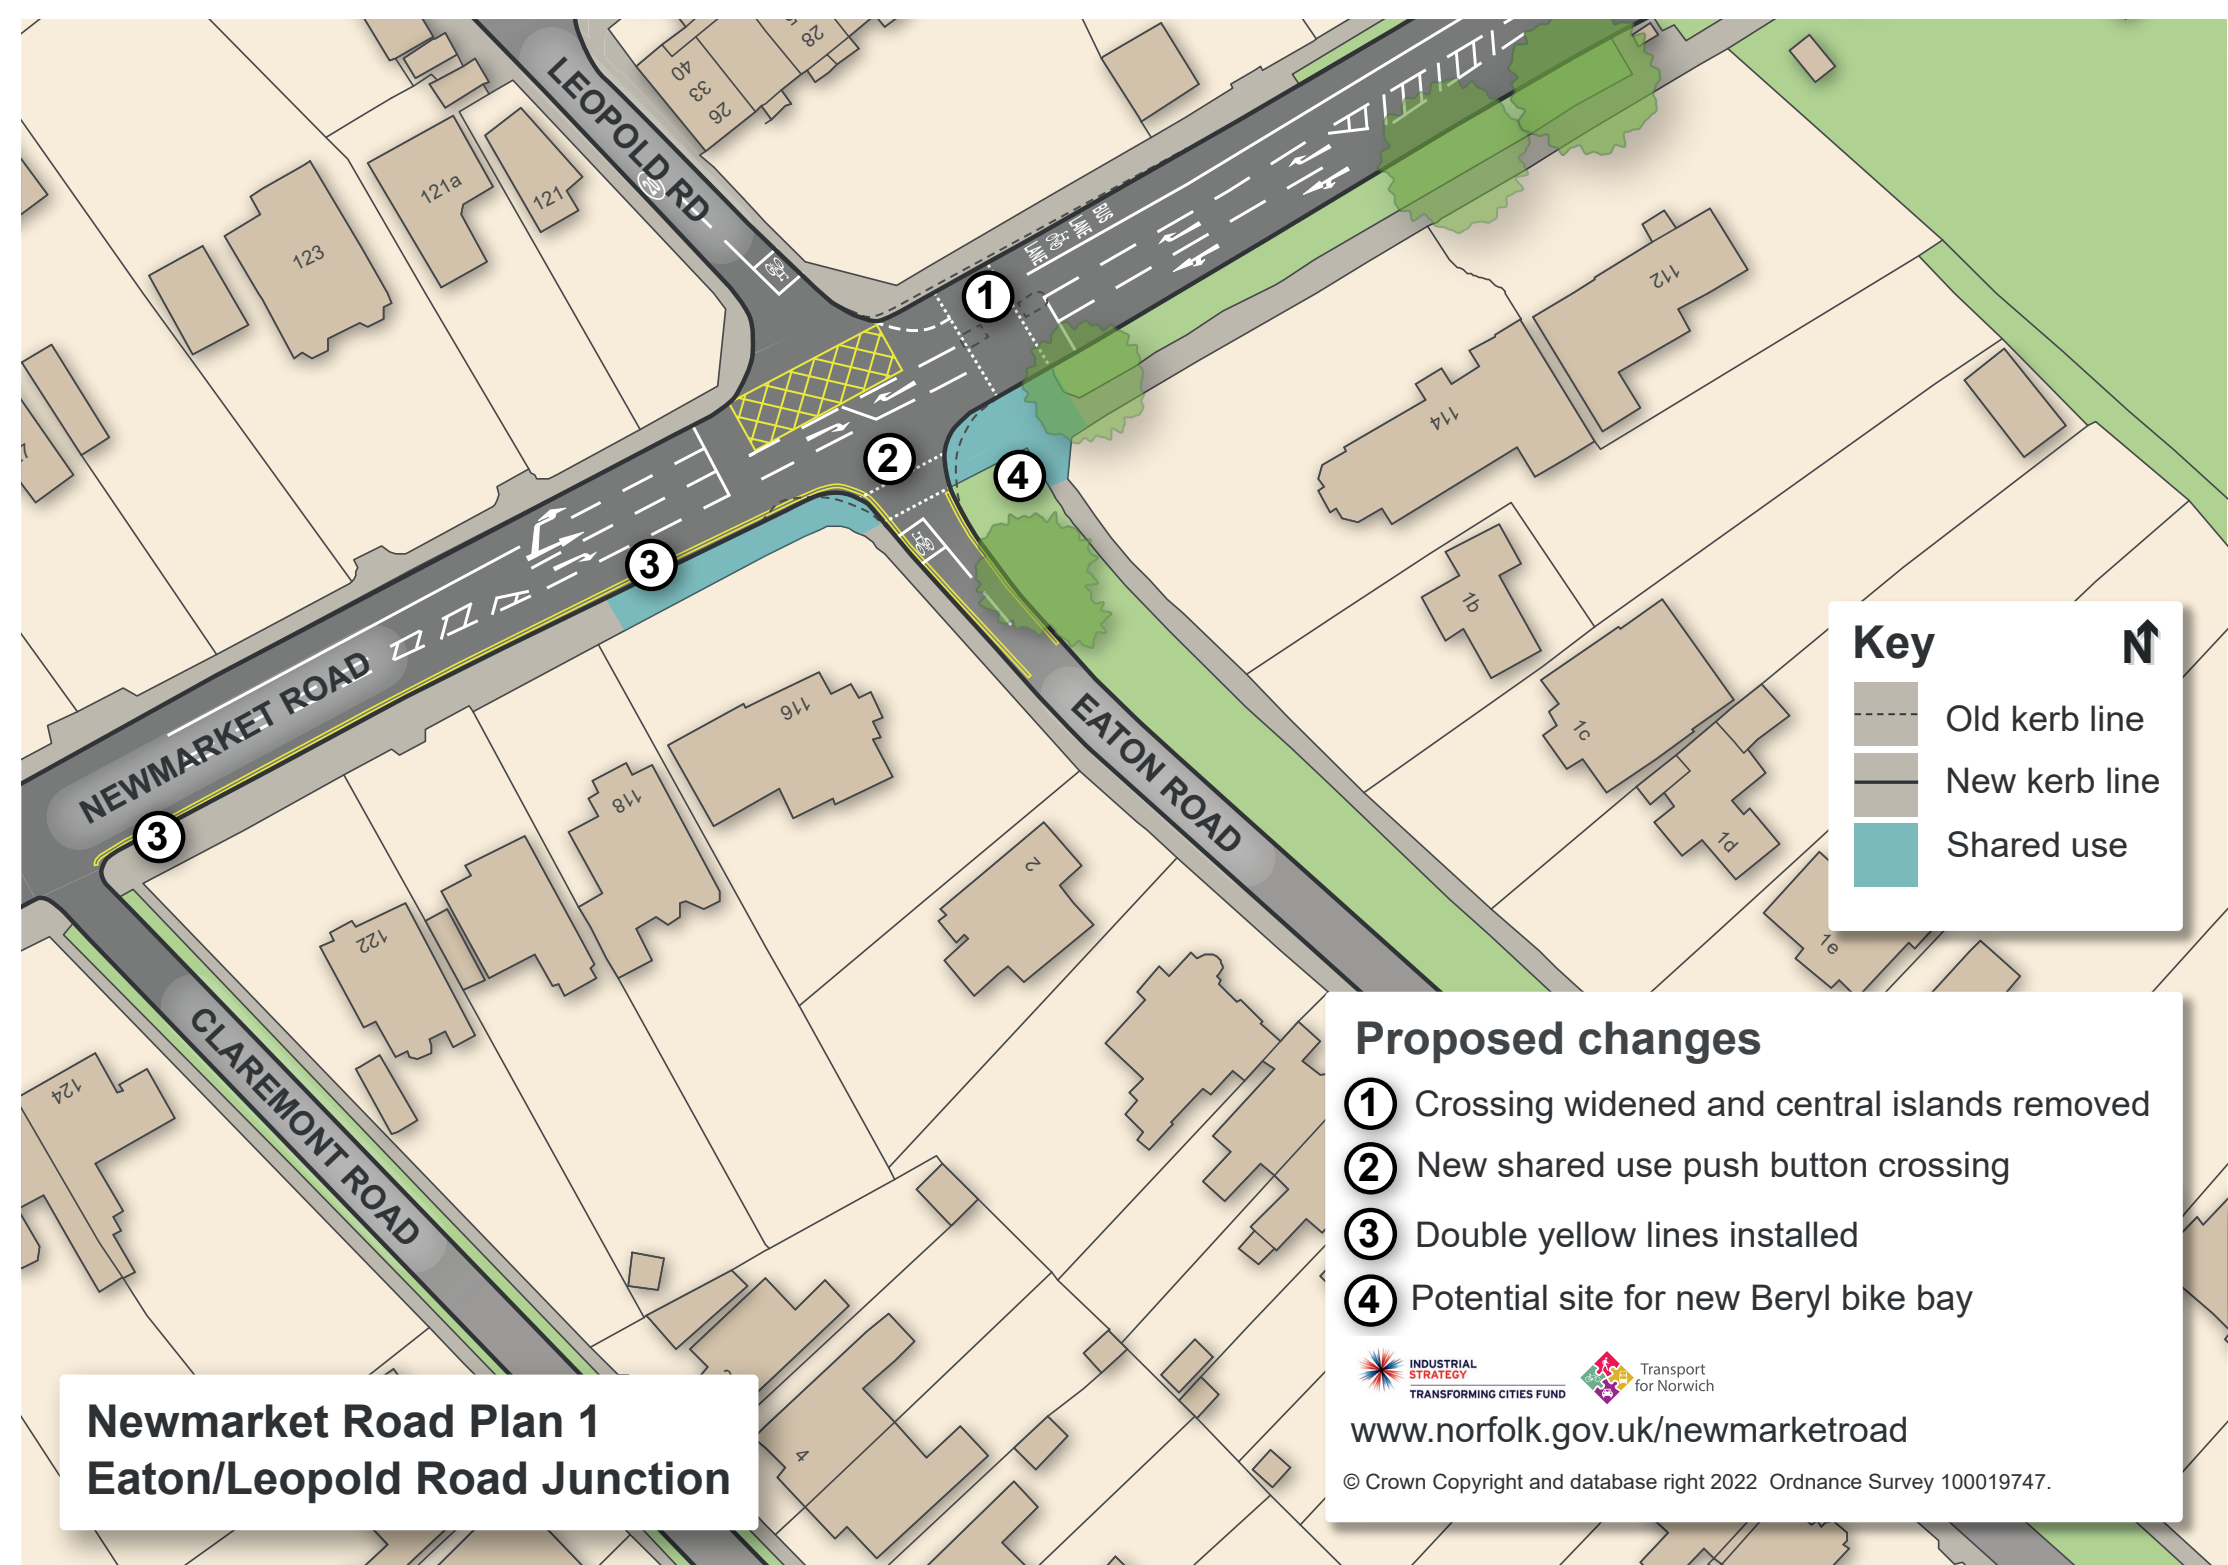 LEOPOLD RD
20
40
33
26
28
121a
121
123
BUS
LANE
LANE
1
112
114
2
4
3
NEWMARKET ROAD
3
EATON ROAD
116
118
122
124
2
1b
1c
1d
1e
CLAREMONT ROAD
4
Key
N
Old kerb line
New kerb line
Shared use
Proposed changes
1 Crossing widened and central islands removed
2 New shared use push button crossing
3 Double yellow lines installed
4 Potential site for new Beryl bike bay
INDUSTRIAL
STRATEGY
TRANSFORMING CITIES FUND
Transport
for Norwich
www.norfolk.gov.uk/newmarketroad
© Crown Copyright and database right 2022 Ordnance Survey 100019747.
Newmarket Road Plan 1
Eaton/Leopold Road Junction